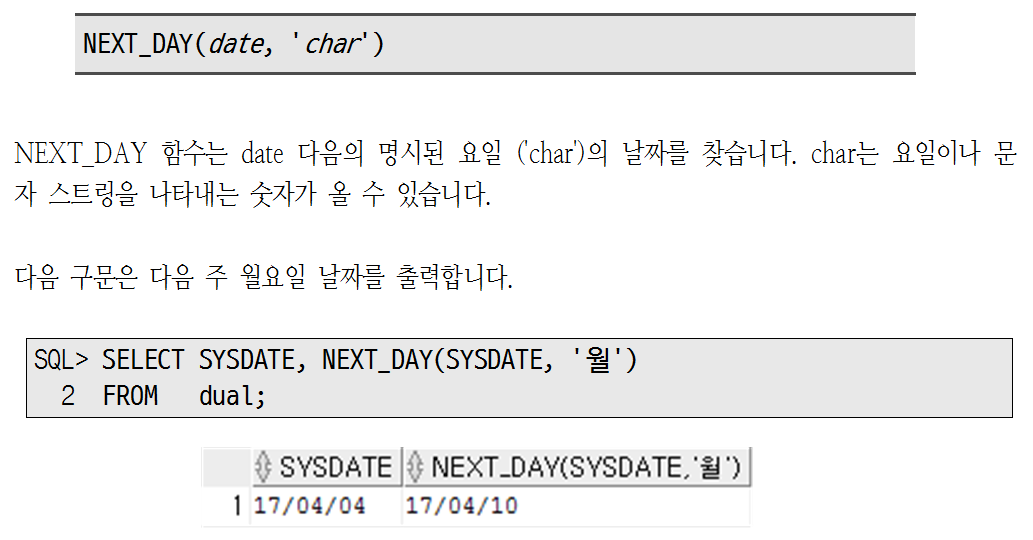 NEXT_DAY(date, 'char')
NEXT_DAY 함수는 date 다음의 명시된 요일 ('char')의 날짜를 찾습니다. char는 요일이나 문
자 스트링을 나타내는 숫자가 올 수 있습니다.
다음 구문은 다음 주 월요일 날짜를 출력합니다.
SQL> SELECT SYSDATE, NEXT_DAY(SYSDATE, '월')
2 FROM dual;
SYSDATE NEXT_DAY(SYSDATE,'월')
1 17/04/04 17/04/10